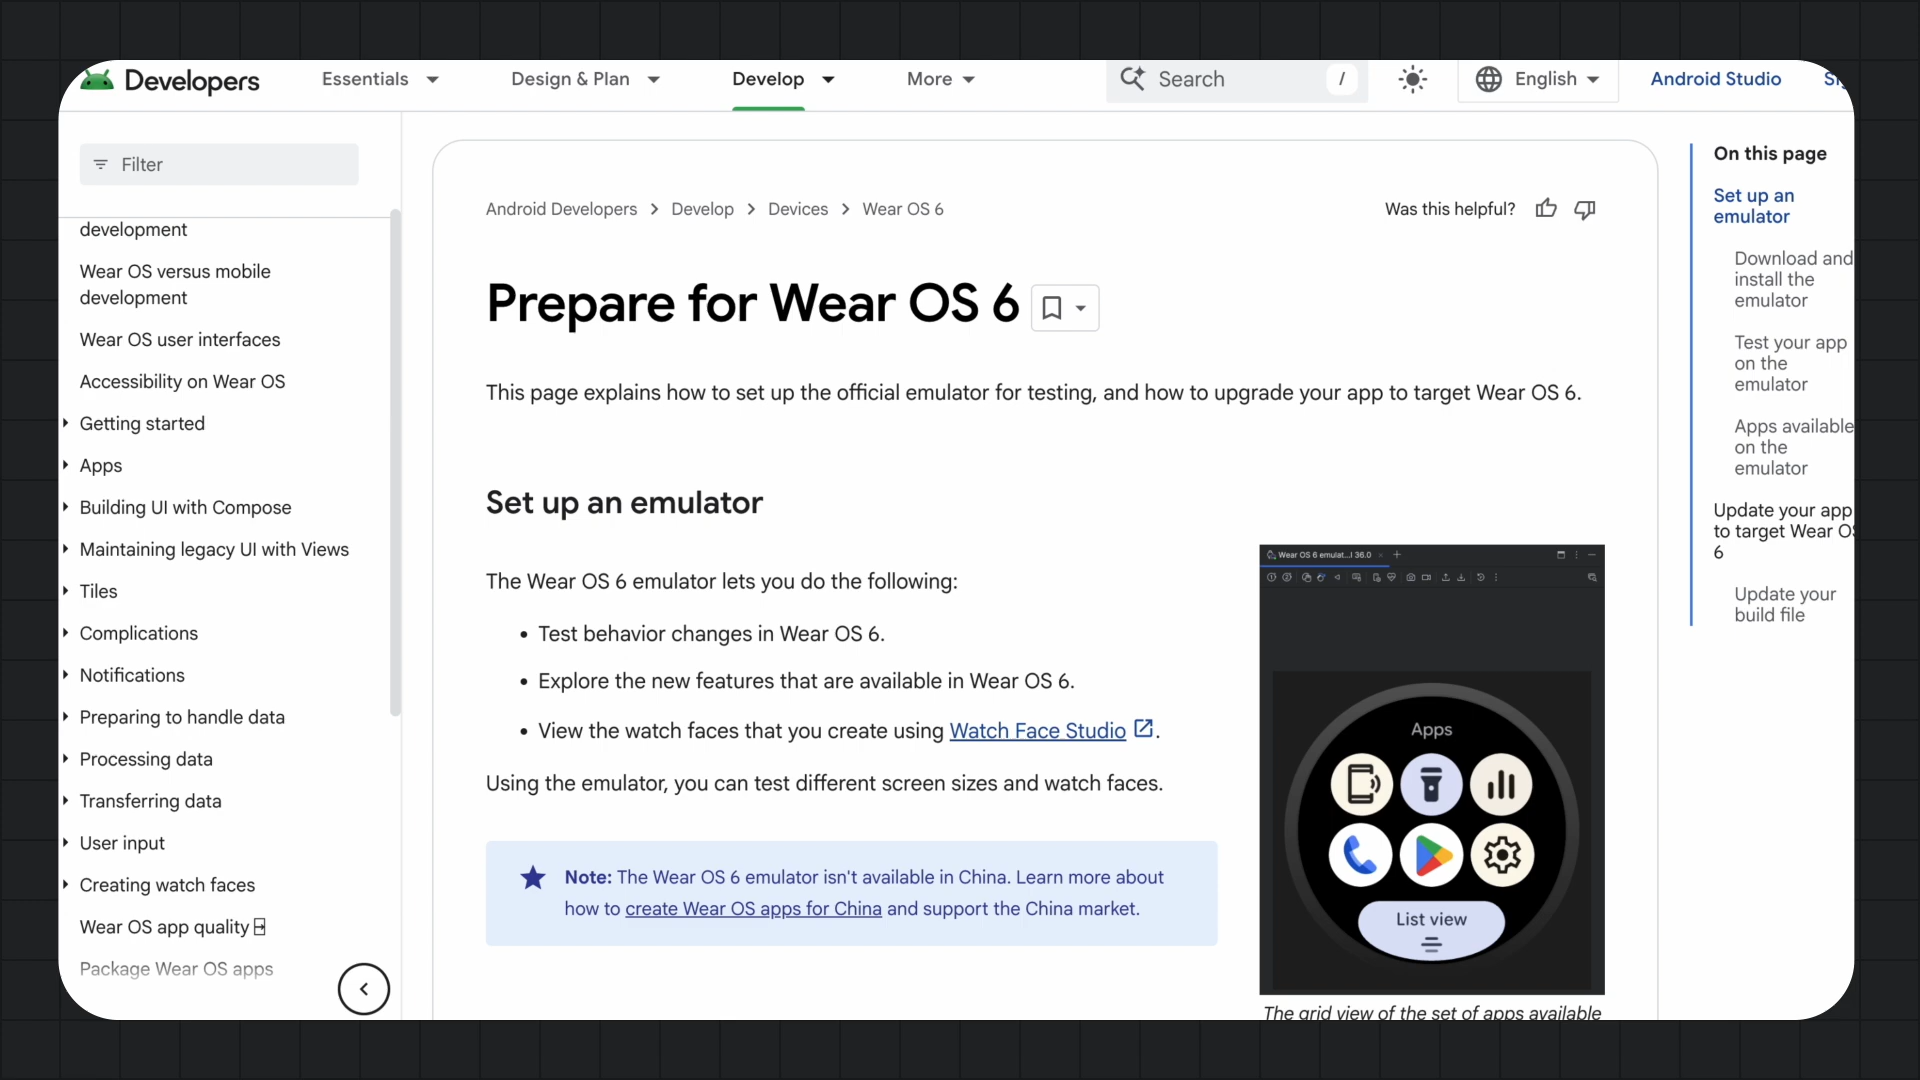 Developers
Essentials
Design & Plan
Develop
More
Search
/
English
Android Studio
Filter
development
Wear OS versus mobile
development
Wear OS user interfaces
Accessibility on Wear OS
Getting started
Apps
Building UI with Compose
Maintaining legacy UI with Views
Tiles
Complications
Notifications
Preparing to handle data
Processing data
Transferring data
User input
Creating watch faces
Wear OS app quality
Package Wear OS apps
Android Developers > Develop > Devices > Wear OS 6
Was this helpful?
Prepare for Wear OS 6
This page explains how to set up the official emulator for testing, and how to upgrade your app to target Wear OS 6.
Set up an emulator
The Wear OS 6 emulator lets you do the following:
• Test behavior changes in Wear OS 6.
• Explore the new features that are available in Wear OS 6.
• View the watch faces that you create using Watch Face Studio.
Using the emulator, you can test different screen sizes and watch faces.
Note: The Wear OS 6 emulator isn't available in China. Learn more about
how to create Wear OS apps for China and support the China market.
Wear OS 6 emulat...l 36.0
Apps
List view
The grid view of the set of apps available
On this page
Set up an
emulator
Download and
install the
emulator
Test your app
on the
emulator
Apps available
on the
emulator
Update your app
to target Wear OS
6
Update your
build file